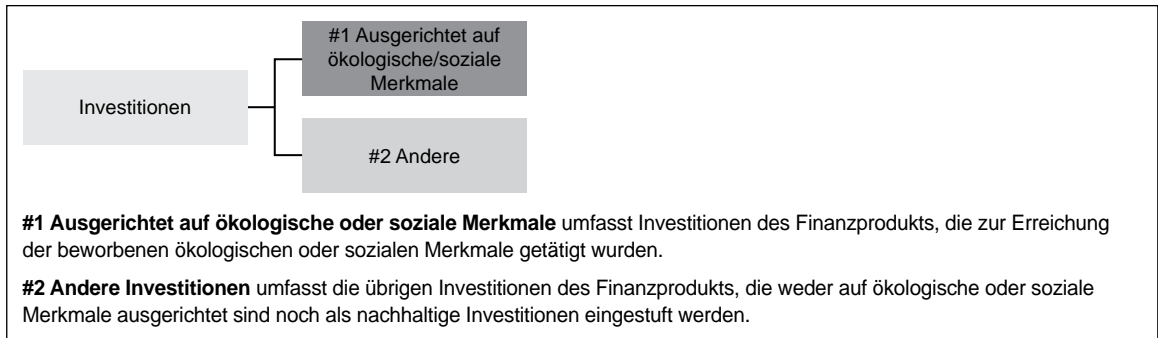 #1 Ausgerichtet auf
ökologische/soziale
Merkmale
Investitionen
#2 Andere
#1 Ausgerichtet auf ökologische oder soziale Merkmale umfasst Investitionen des Finanzprodukts, die zur Erreichung
der beworbenen ökologischen oder sozialen Merkmale getätigt wurden.
#2 Andere Investitionen umfasst die übrigen Investitionen des Finanzprodukts, die weder auf ökologische oder soziale
Merkmale ausgerichtet sind noch als nachhaltige Investitionen eingestuft werden.